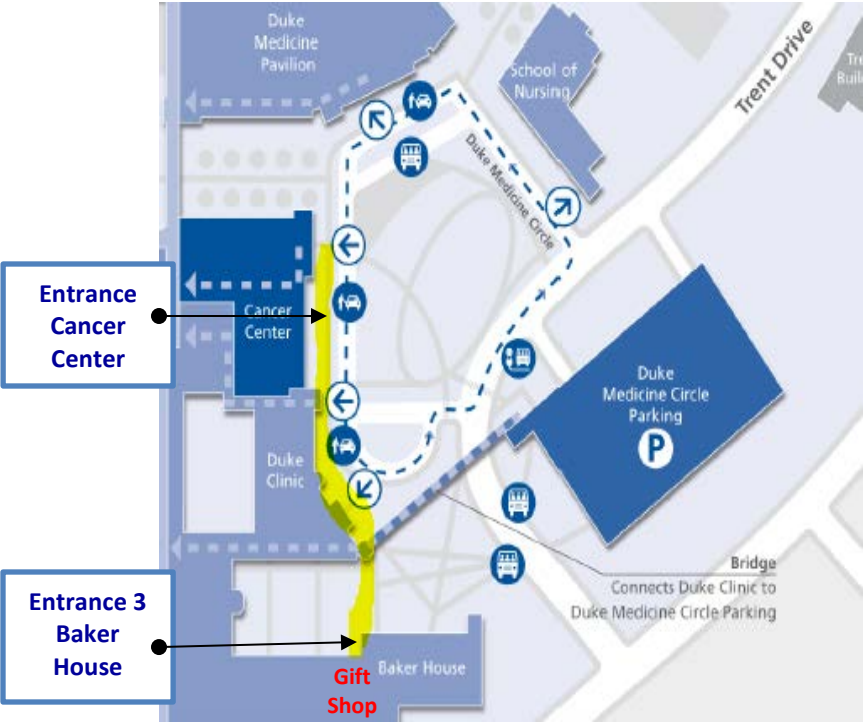 Duke
Medicine
Pavilion
School of
Nursing
Trent Drive
Duke Medicine Circle
Entrance
Cancer
Center
Cancer
Center
Duke
Medicine Circle
Parking
P
Duke
Clinic
Bridge
Connects Duke Clinic to
Duke Medicine Circle Parking
Entrance 3
Baker
House
Baker House
Gift
Shop